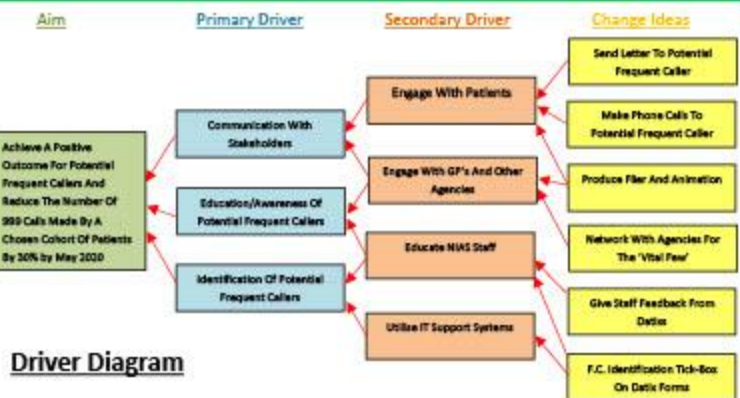 Aim
Primary Driver
Secondary Driver
Change Ideas
Achieve A Positive
Outcome For Potential
Frequent Callers And
Reduce The Number Of
999 Calls Made By A
Chosen Cohort Of Patients
By 30% by May 2020
Communication With
Stakeholders
Education/Awareness Of
Potential Frequent Callers
Identification Of Potential
Frequent Callers
Engage With Patients
Engage With GP's And Other
Agencies
Educate NIAS Staff
Utilise IT Support Systems
Send Letter To Potential
Frequent Caller
Make Phone Calls To
Potential Frequent Caller
Produce Flier And Animation
Network With Agencies For
The 'Vital Few'
Give Staff Feedback From
Datixs
F.C. Identification Tick-Box
On Datix Forms
Driver Diagram